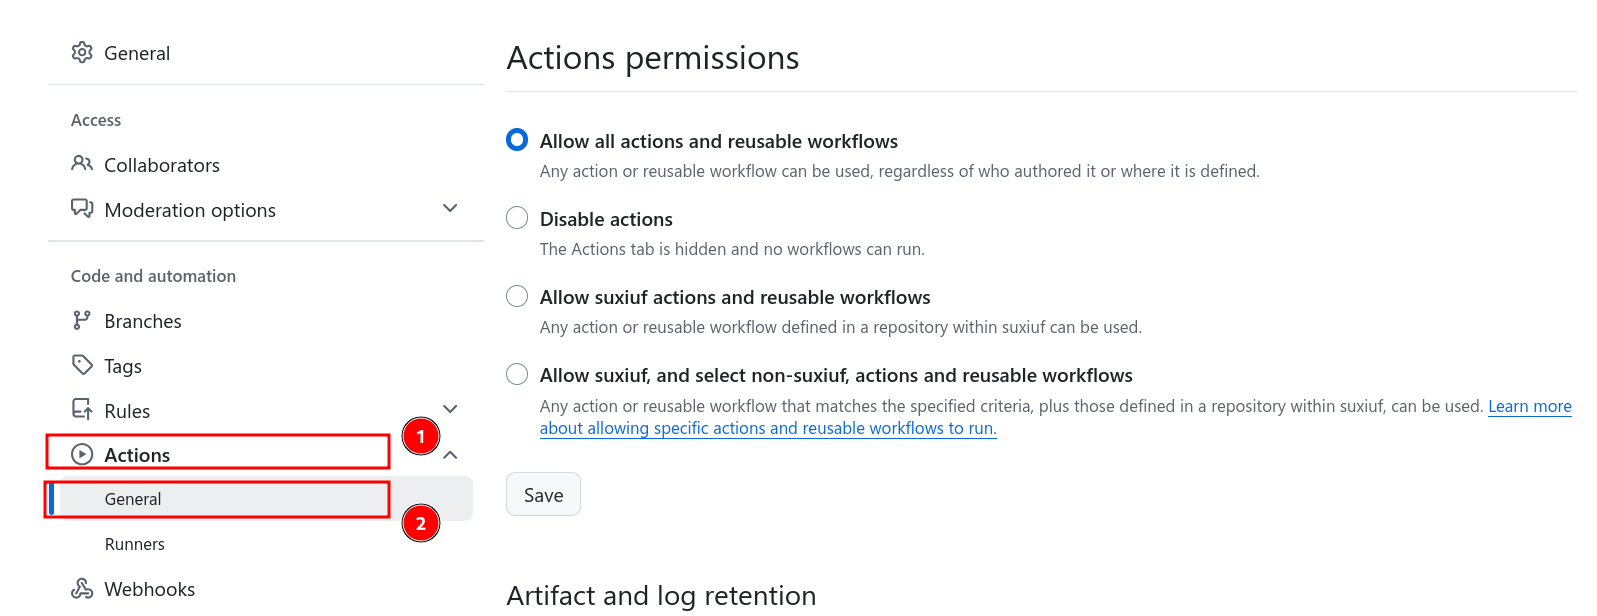 General
Access
Collaborators
Moderation options
Code and automation
Branches
Tags
Rules
1
Actions
General
2
Runners
Webhooks
Actions permissions
Allow all actions and reusable workflows
Any action or reusable workflow can be used, regardless of who authored it or where it is defined.
Disable actions
The Actions tab is hidden and no workflows can run.
Allow suxiuf actions and reusable workflows
Any action or reusable workflow defined in a repository within suxiuf can be used.
Allow suxiuf, and select non-suxiuf, actions and reusable workflows
Any action or reusable workflow that matches the specified criteria, plus those defined in a repository within suxiuf, can be used. Learn more
about allowing specific actions and reusable workflows to run.
Save
Artifact and log retention